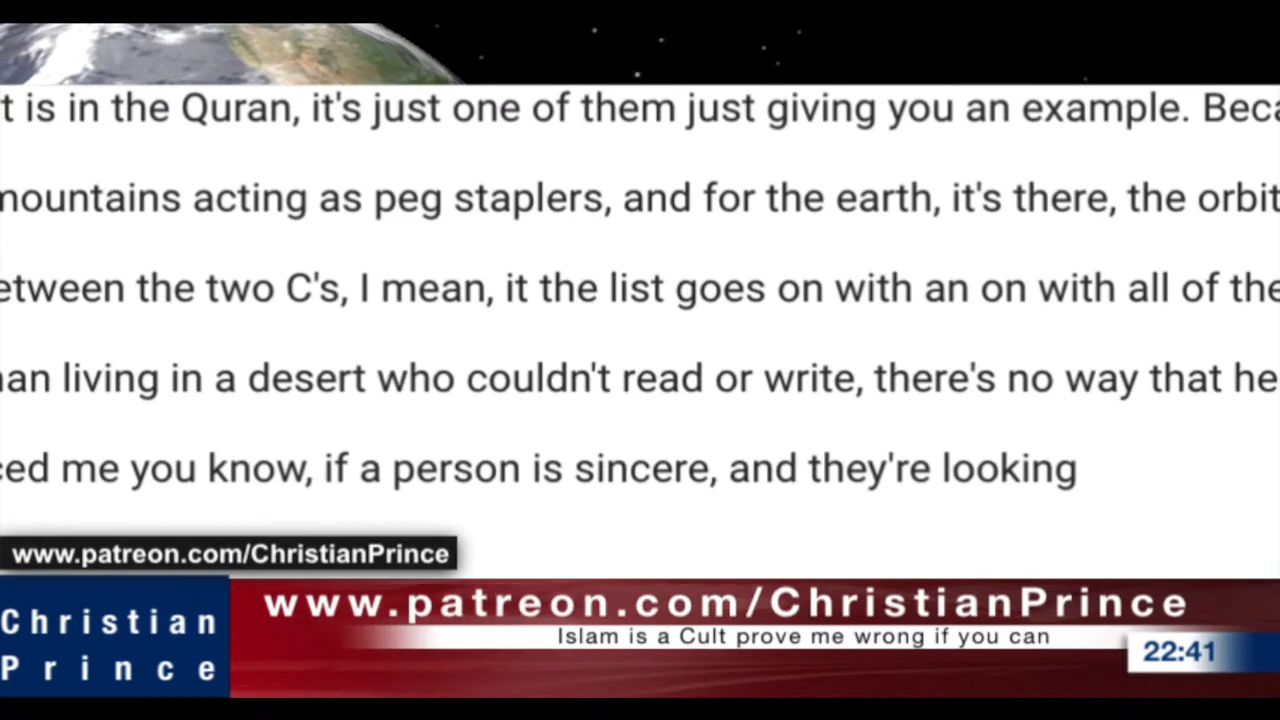 t is in the Quran, it's just one of them just giving you an example. Beca
mountains acting as peg staplers, and for the earth, it's there, the orbit
etween the two C's, I mean, it the list goes on with an on with all of the
an living in a desert who couldn't read or write, there's no way that he
ced me you know, if a person is sincere, and they're looking
www.patreon.com/ChristianPrince
Christian
Prince
www.patreon.com/ChristianPrince
Islam is a Cult prove me wrong if you can
22:41